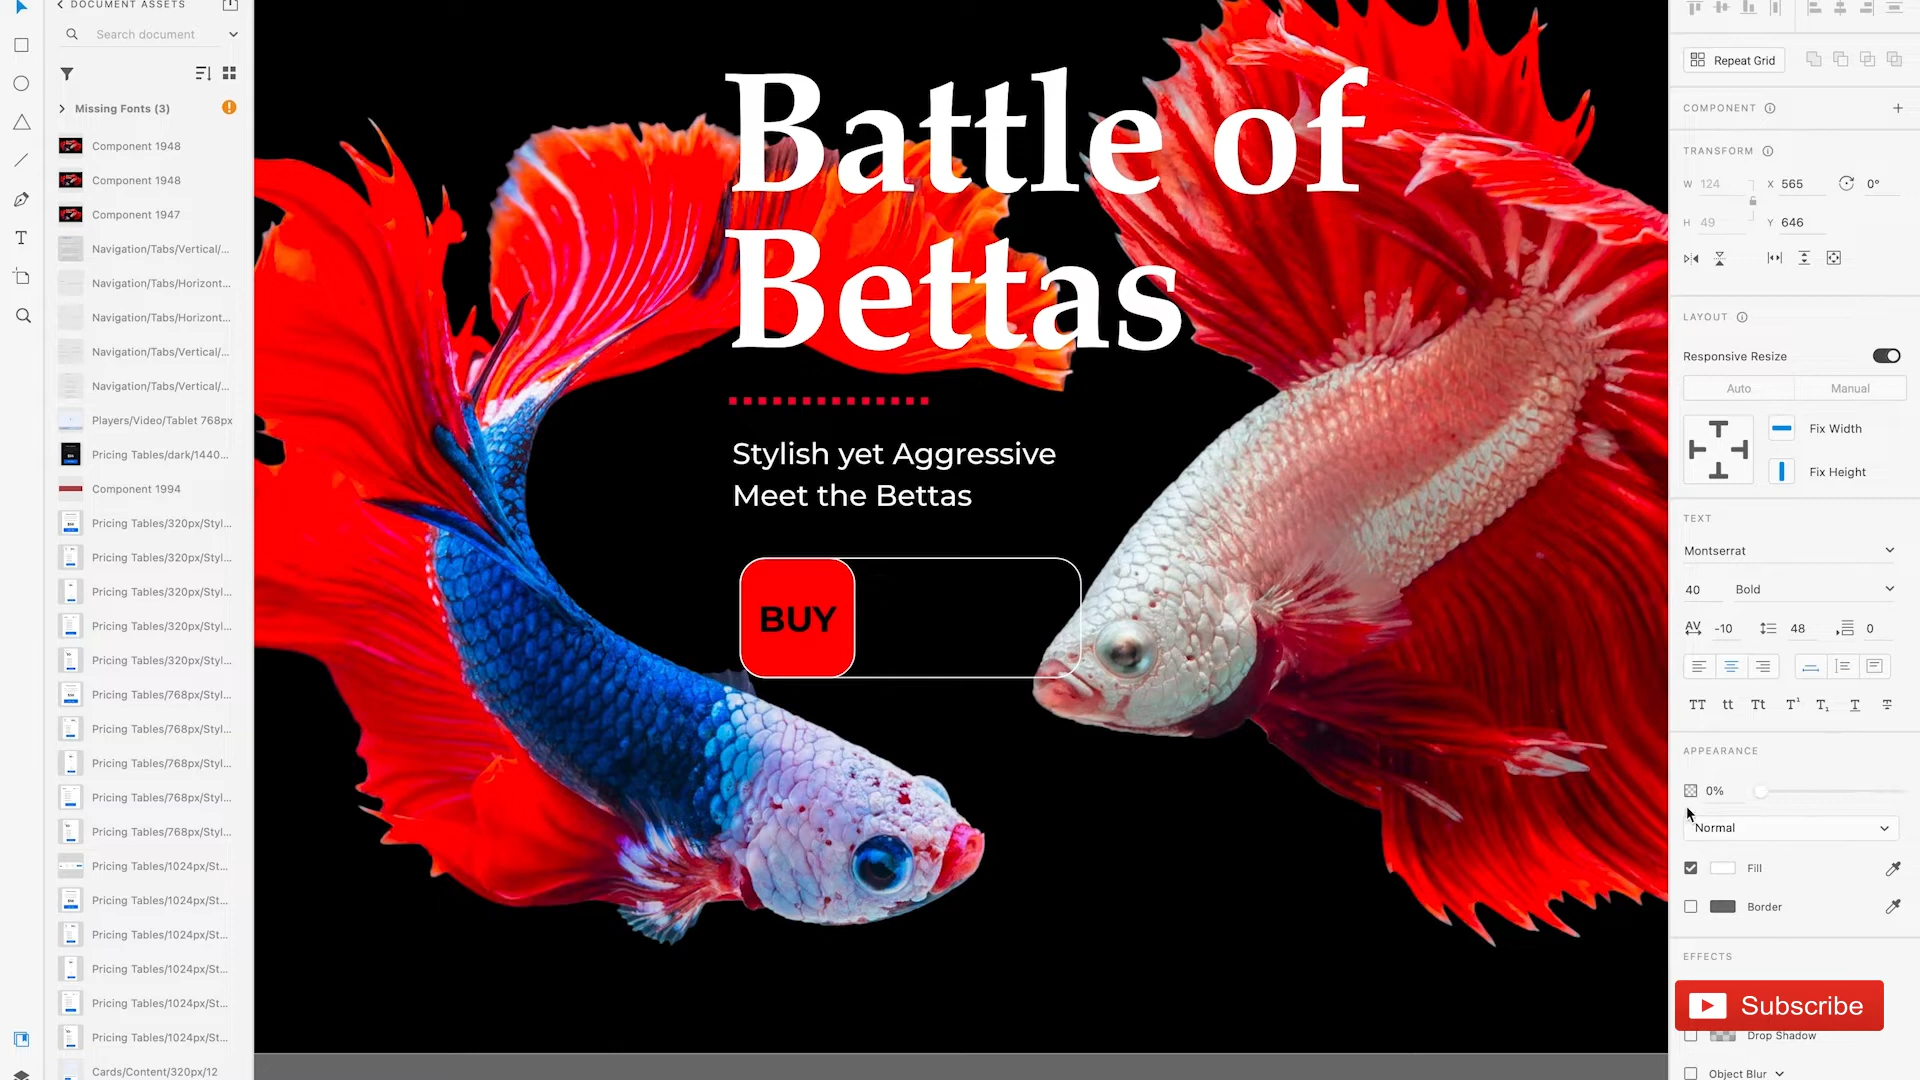 DOCUMENT ASSETS
Search document
Missing Fonts (3)
Component 1948
Component 1948
Component 1947
Navigation/Tabs/Vertical/...
Navigation/Tabs/Horizont...
Navigation/Tabs/Horizont...
Navigation/Tabs/Vertical/...
Navigation/Tabs/Vertical/...
Players/Video/Tablet 768px
Pricing Tables/dark/1440...
Component 1994
Pricing Tables/320px/Styl...
Pricing Tables/320px/Styl...
Pricing Tables/320px/Styl...
Pricing Tables/320px/Styl...
Pricing Tables/320px/Styl...
Pricing Tables/768px/Styl...
Pricing Tables/768px/Styl...
Pricing Tables/768px/Styl...
Pricing Tables/768px/Styl...
Pricing Tables/768px/Styl...
Pricing Tables/1024px/St...
Pricing Tables/1024px/St...
Pricing Tables/1024px/St...
Pricing Tables/1024px/St...
Pricing Tables/1024px/St...
Pricing Tables/1024px/St...
Cards/Content/320px/12
Battle of
Bettas
Stylish yet Aggressive
Meet the Bettas
BUY
Repeat Grid
COMPONENT
TRANSFORM
W 124 X 565 0°
H 49 Y 646
LAYOUT
Responsive Resize
Auto Manual
Fix Width
Fix Height
TEXT
Montserrat
40 Bold
AV -10 48 0
TT tt Tt T¹ T₁ T T
APPEARANCE
0%
Normal
Fill
Border
EFFECTS
Subscribe
Drop Shadow
Object Blur